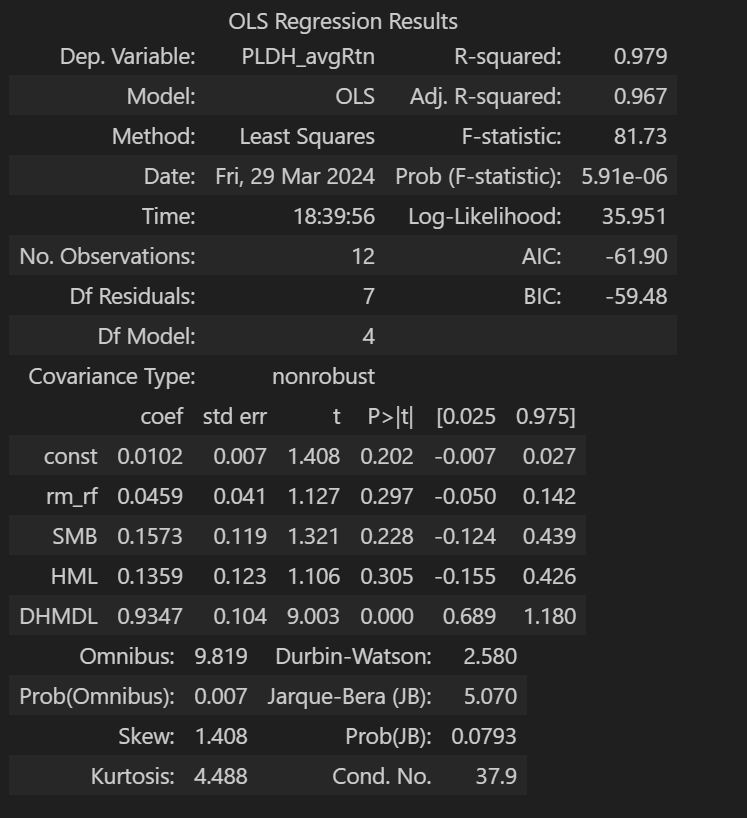 OLS Regression Results
Dep. Variable: PLDH_avgRtn R-squared: 0.979
Model: OLS Adj. R-squared: 0.967
Method: Least Squares F-statistic: 81.73
Date: Fri, 29 Mar 2024 Prob (F-statistic): 5.91e-06
Time: 18:39:56 Log-Likelihood: 35.951
No. Observations: 12 AIC: -61.90
Df Residuals: 7 BIC: -59.48
Df Model: 4
Covariance Type: nonrobust
coef std err t P>|t| [0.025 0.975]
const 0.0102 0.007 1.408 0.202 -0.007 0.027
rm_rf 0.0459 0.041 1.127 0.297 -0.050 0.142
SMB 0.1573 0.119 1.321 0.228 -0.124 0.439
HML 0.1359 0.123 1.106 0.305 -0.155 0.426
DHMDL 0.9347 0.104 9.003 0.000 0.689 1.180
Omnibus: 9.819 Durbin-Watson: 2.580
Prob(Omnibus): 0.007 Jarque-Bera (JB): 5.070
Skew: 1.408 Prob(JB): 0.0793
Kurtosis: 4.488 Cond. No. 37.9